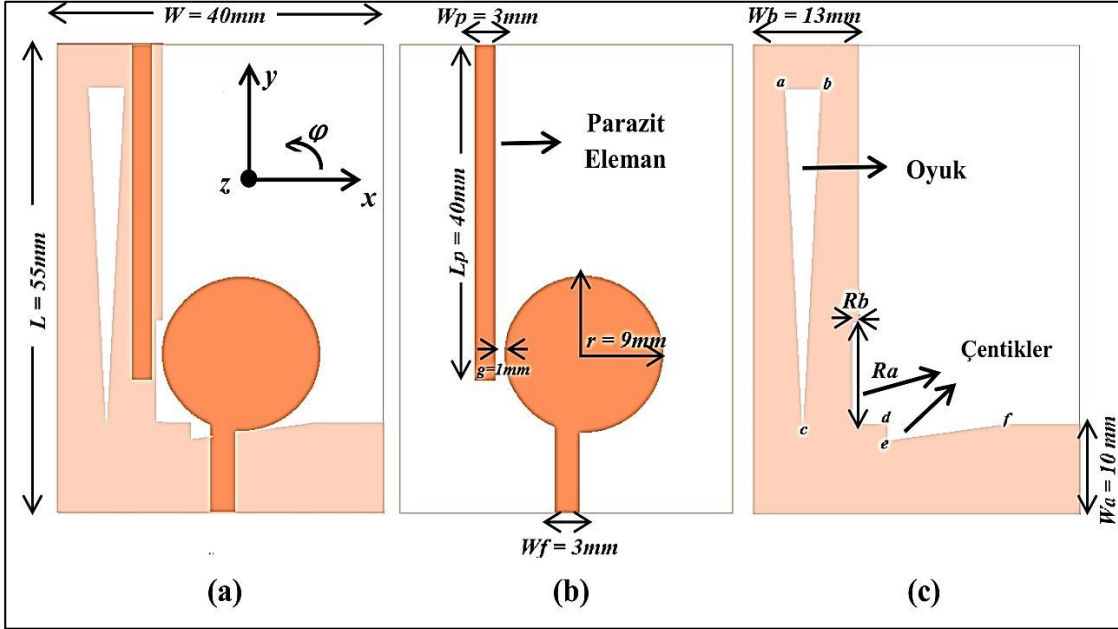 W = 40mm
L = 55mm
y
φ
z
x
(a)
Wp = 3mm
Lp = 40mm
Parazit
Eleman
r = 9mm
g=1mm
Wf = 3mm
(b)
Wb = 13mm
a
b
Oyuk
Rb
Ra
Çentikler
c
d
e
f
Wa = 10 mm
(c)